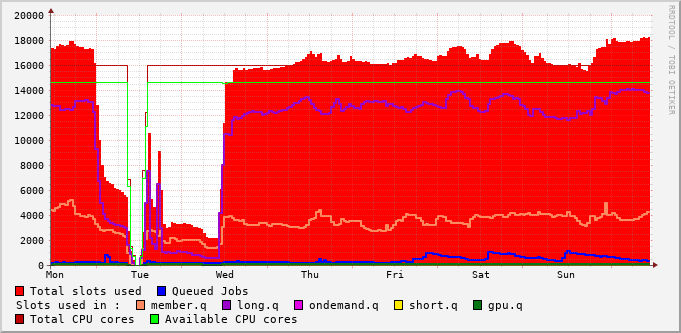 20000
18000
16000
14000
12000
10000
8000
6000
4000
2000
0
Mon Tue Wed Thu Fri Sat Sun
Total slots used Queued Jobs
Slots used in : member.q long.q ondemand.q short.q gpu.q
Total CPU cores Available CPU cores
RRDTOOL / TOBI OETIKER